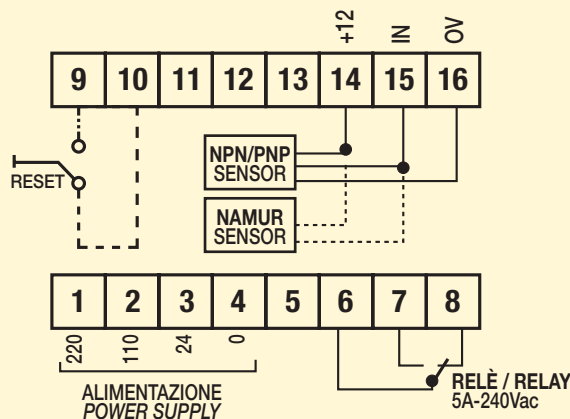 +12 IN OV
9 10 11 12 13 14 15 16
NPN/PNP
SENSOR
RESET
NAMUR
SENSOR
1 2 3 4 5 6 7 8
220 110 24 0
ALIMENTAZIONE
POWER SUPPLY
RELÈ / RELAY
5A-240Vac